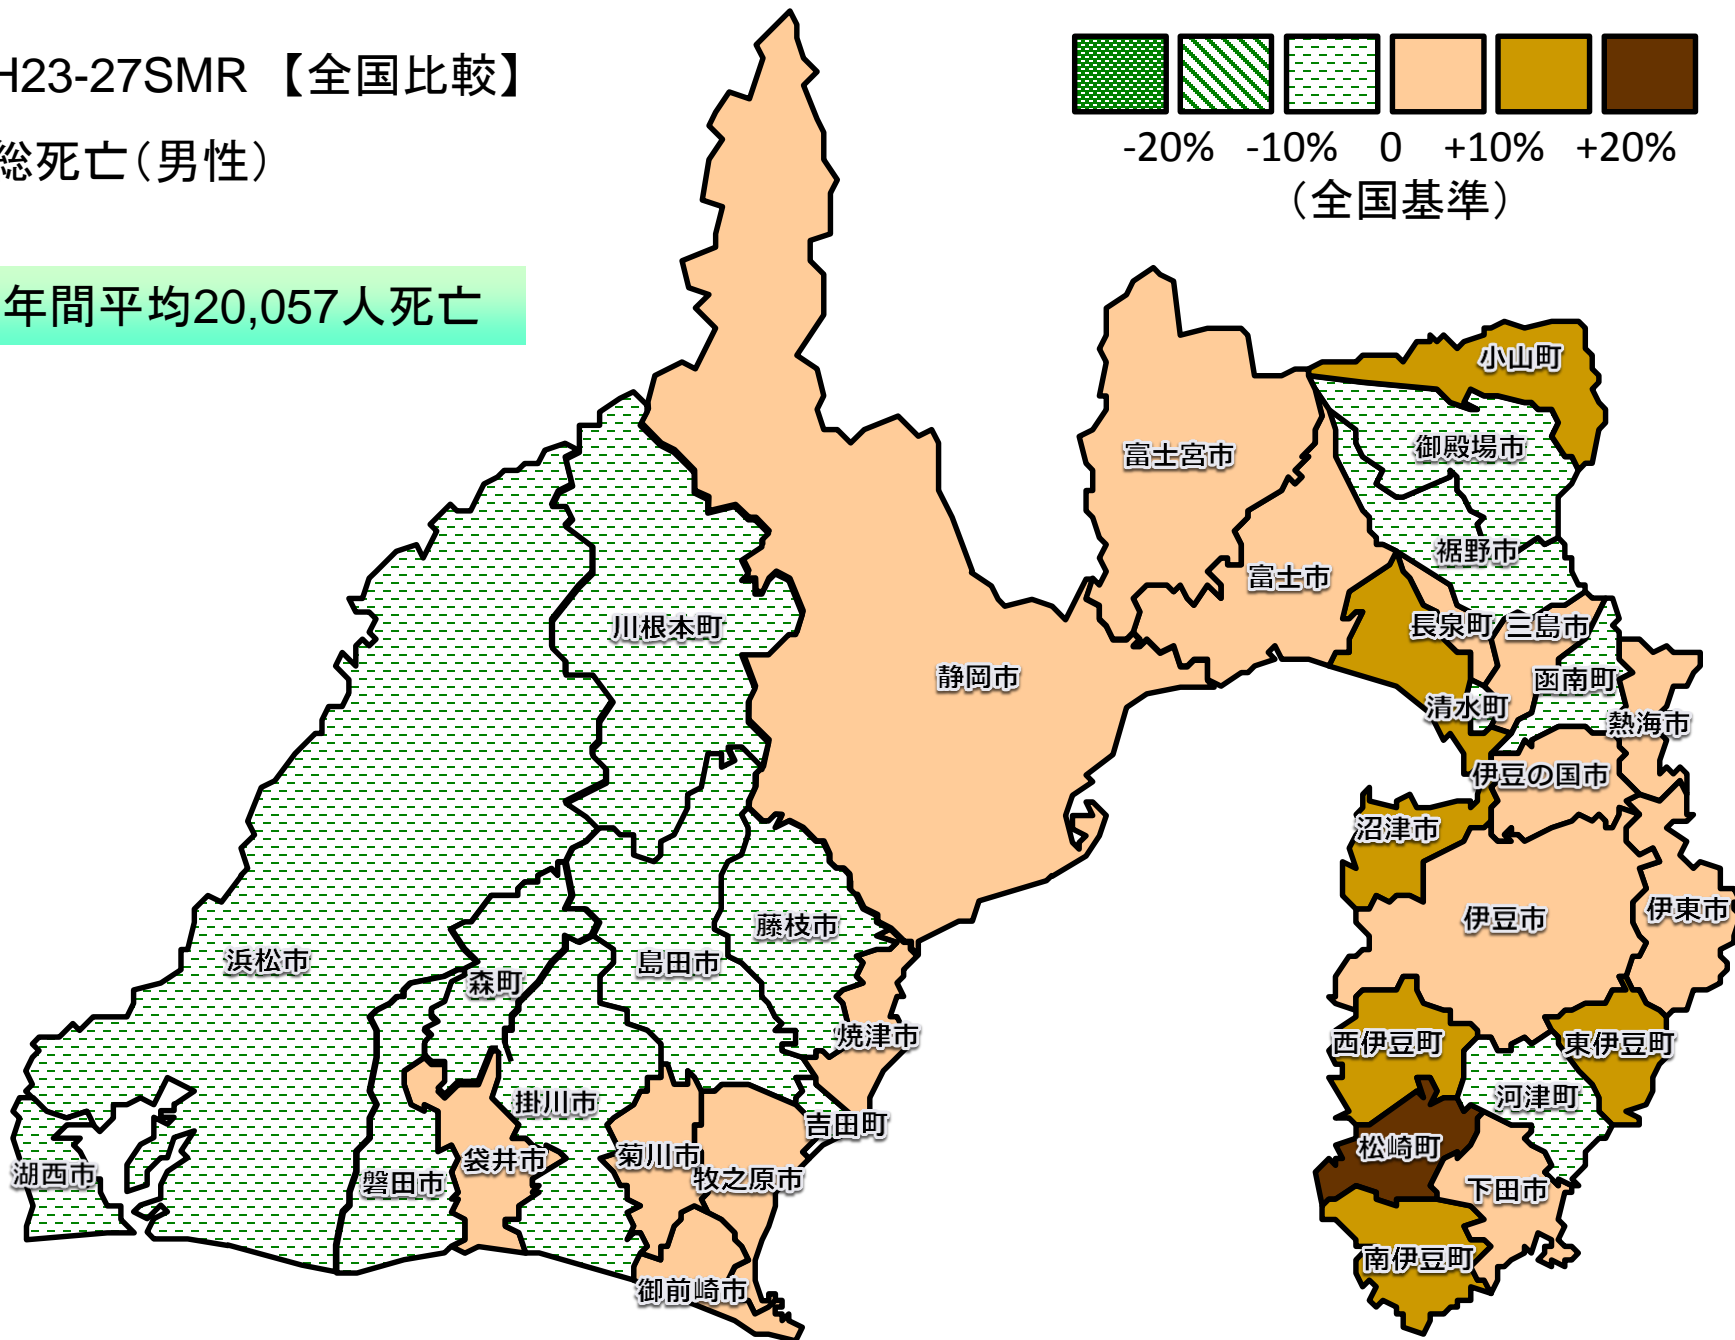 H23-27SMR 【全国比較】
総死亡（男性）
年間平均20,057人死亡
-20% -10% 0 +10% +20%
（全国基準）
小山町
御殿場市
富士宮市
裾野市
富士市
長泉町
三島市
川根本町
静岡市
函南町
清水町
熱海市
伊豆の国市
沼津市
伊豆市
伊東市
藤枝市
島田市
浜松市
森町
焼津市
西伊豆町
東伊豆町
河津町
掛川市
吉田町
松崎町
菊川市
袋井市
牧之原市
磐田市
湖西市
下田市
南伊豆町
御前崎市